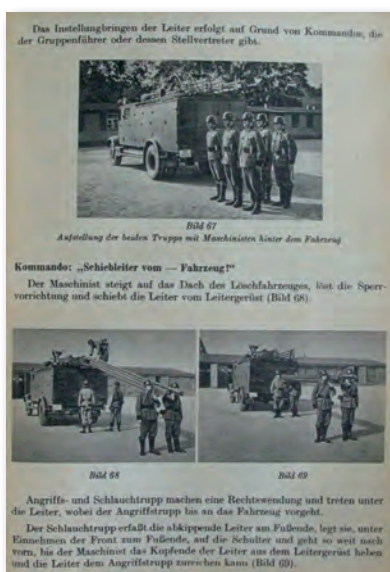 Das Instellungbringen der Leiter erfolgt auf Grund von Kommandos, die
der Gruppenführer oder dessen Stellvertreter gibt.
Bild 67
Aufstellung der beiden Trupps mit Maschinisten hinter dem Fahrzeug
Kommando: „Schiebleiter vom — Fahrzeug!“
Der Maschinist steigt auf das Dach des Löschfahrzeuges, löst die Sperr-
vorrichtung und schiebt die Leiter vom Leitergerüst (Bild 68).
Bild 68
Bild 69
Angriffs- und Schlauchtrupp machen eine Rechtswendung und treten unter
die Leiter, wobei der Angriffstrupp bis an das Fahrzeug vorgeht.
Der Schlauchtrupp erfaßt die abkippende Leiter am Fußende, legt sie, unter
Einnehmen der Front zum Fußende, auf die Schulter und geht so weit nach
vorn, bis der Maschinist das Kopfende der Leiter aus dem Leitergerüst heben
und die Leiter dem Angriffstrupp zureichen kann (Bild 69).